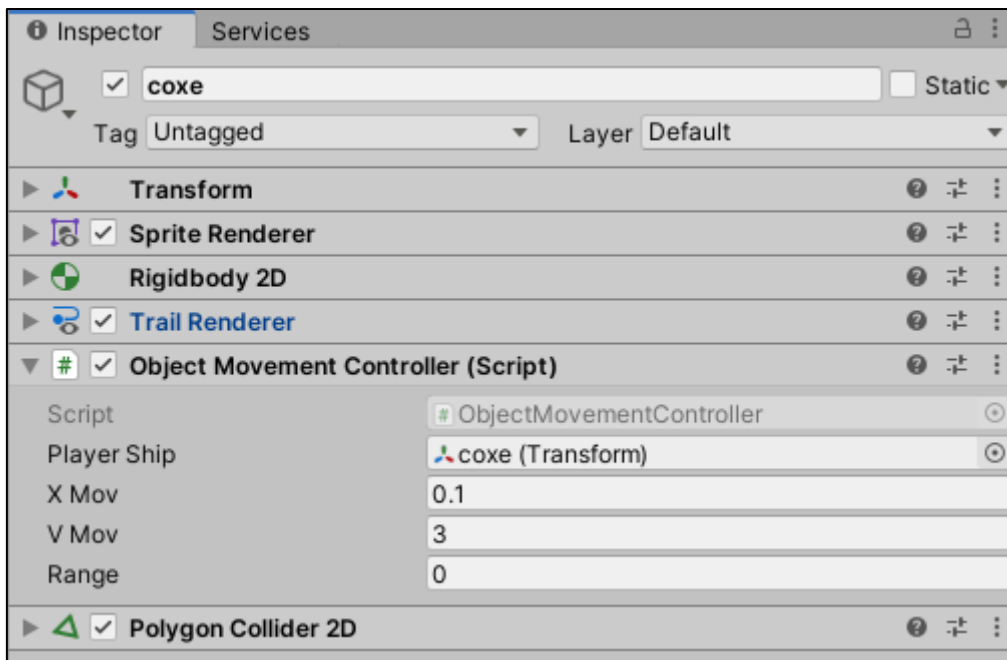 Inspector Services
coxe Static
Tag Untagged Layer Default
Transform
Sprite Renderer
Rigidbody 2D
Trail Renderer
# Object Movement Controller (Script)
Script # ObjectMovementController
Player Ship coxe (Transform)
X Mov 0.1
V Mov 3
Range 0
Polygon Collider 2D